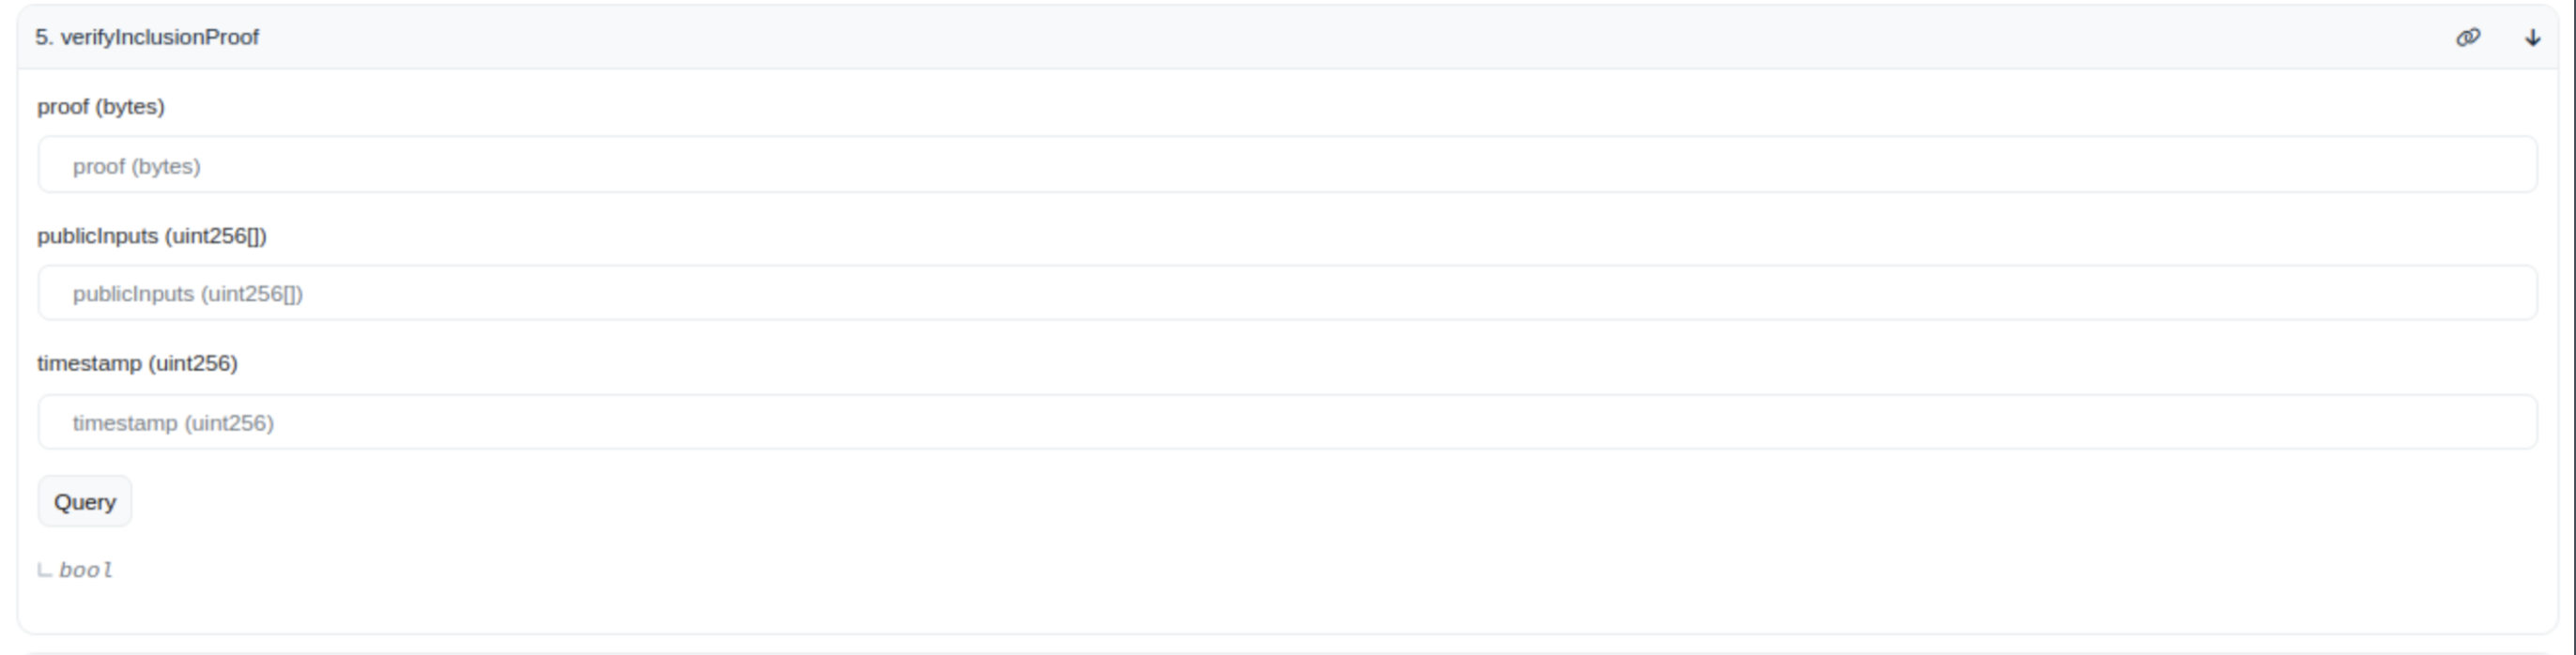 5. verifyInclusionProof
proof (bytes)
proof (bytes)
publicInputs (uint256[])
publicInputs (uint256[])
timestamp (uint256)
timestamp (uint256)
Query
bool